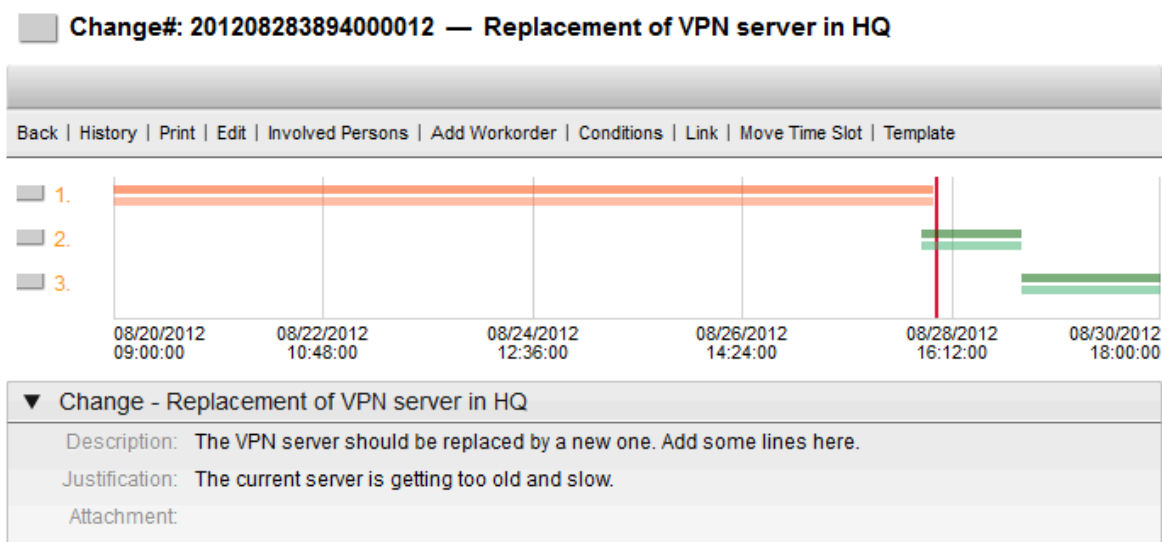 Change#: 201208283894000012 — Replacement of VPN server in HQ
Back | History | Print | Edit | Involved Persons | Add Workorder | Conditions | Link | Move Time Slot | Template
1.
2.
3.
08/20/2012 08/22/2012 08/24/2012 08/26/2012 08/28/2012 08/30/2012
09:00:00 10:48:00 12:36:00 14:24:00 16:12:00 18:00:00
▼ Change - Replacement of VPN server in HQ
Description: The VPN server should be replaced by a new one. Add some lines here.
Justification: The current server is getting too old and slow.
Attachment: